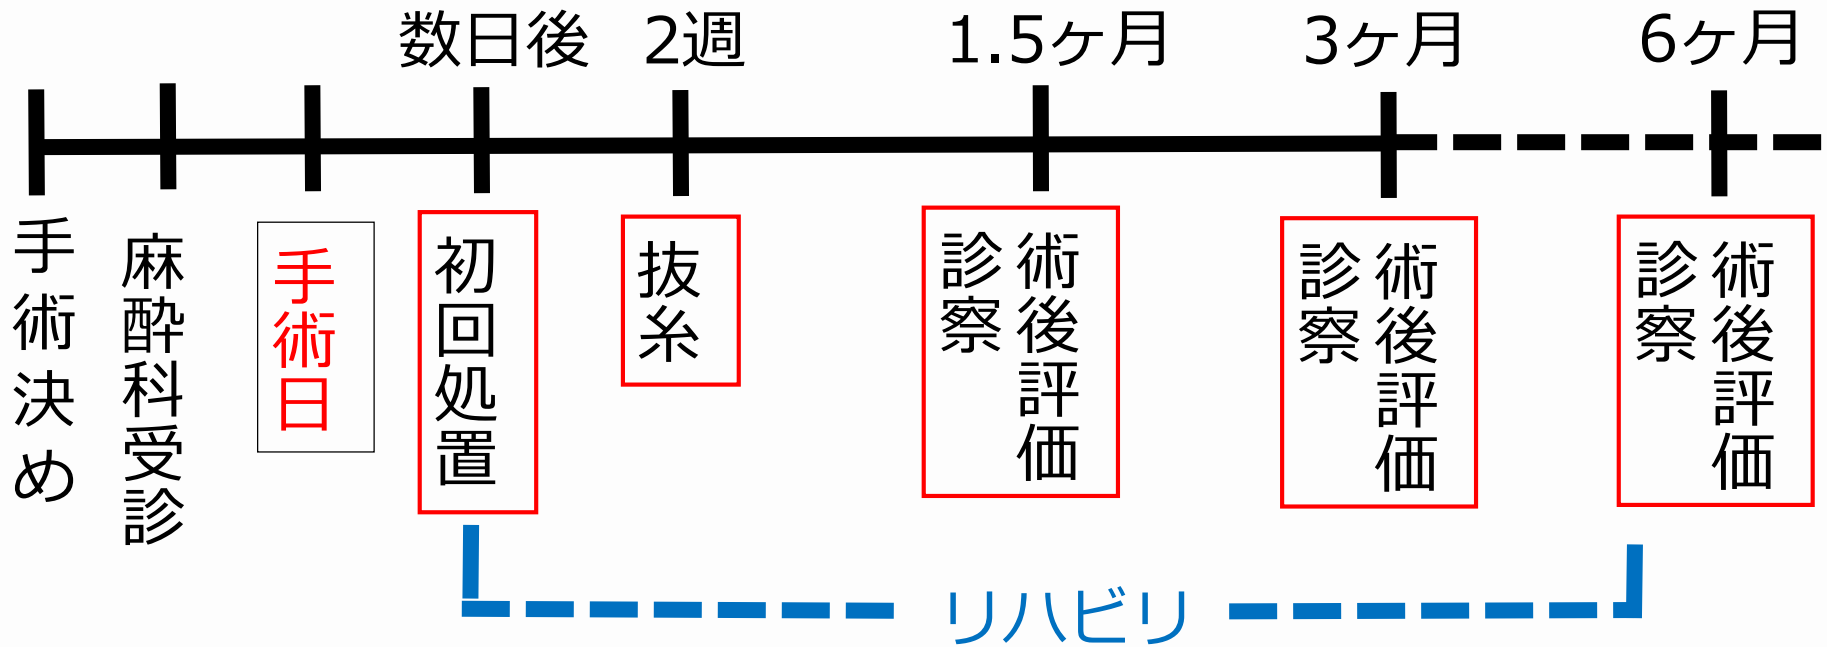 数日後
2週
1.5ヶ月
3ヶ月
6ヶ月
手術決め
麻酔科受診
手術日
初回処置
抜糸
術後評価
診察
術後評価
診察
術後評価
診察
リハビリ